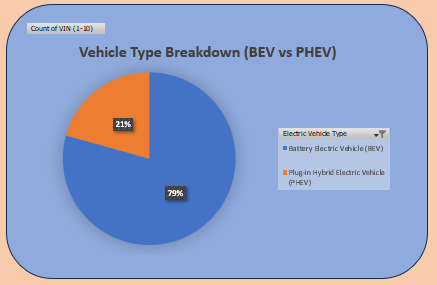 Count of VIN (1-10)
Vehicle Type Breakdown (BEV vs PHEV)
21%
79%
Electric Vehicle Type
Battery Electric Vehicle (BEV)
Plug-in Hybrid Electric Vehicle
(PHEV)